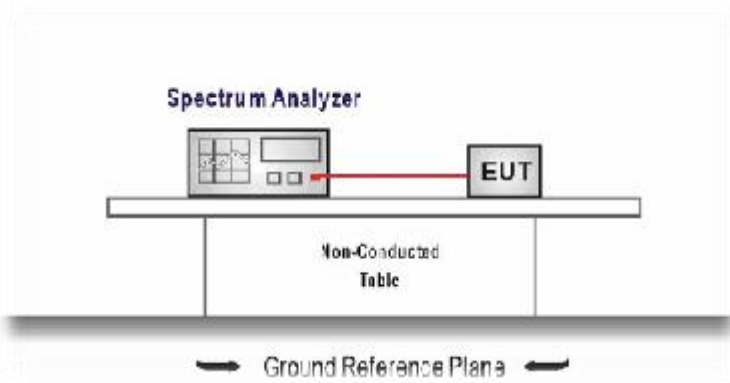 Spectrum Analyzer
EUT
Non-Conducted
Table
Ground Reference Plane